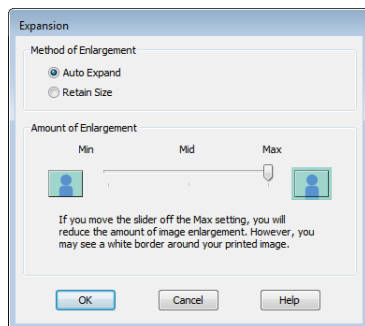 Expansion
Method of Enlargement
Auto Expand
Retain Size
Amount of Enlargement
Min Mid Max
If you move the slider off the Max setting, you will
reduce the amount of image enlargement. However, you
may see a white border around your printed image.
OK Cancel Help